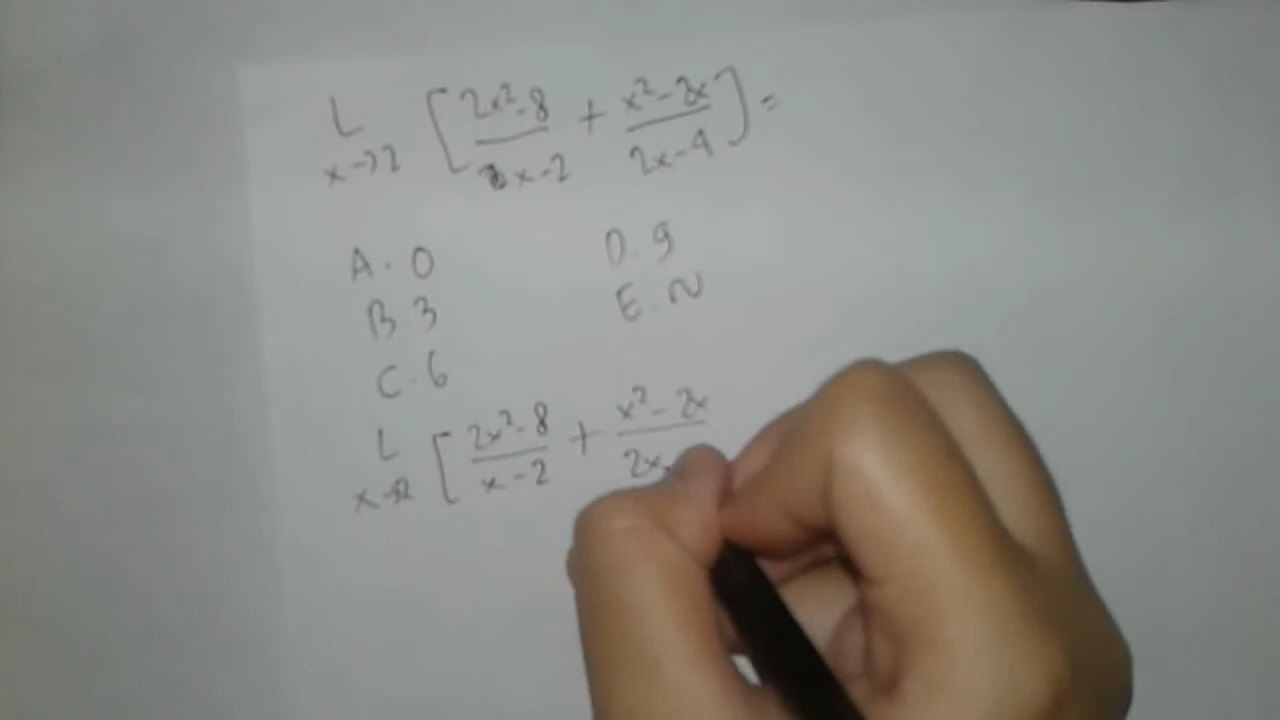 L x→2 [ 2x²-8 / x-2 + x²-2x / 2x-4 ] =
A. 0 D. 9
B. 3 E. ~
C. 6
L x→2 [ 2x²-8 / x-2 + x²-2x / 2x